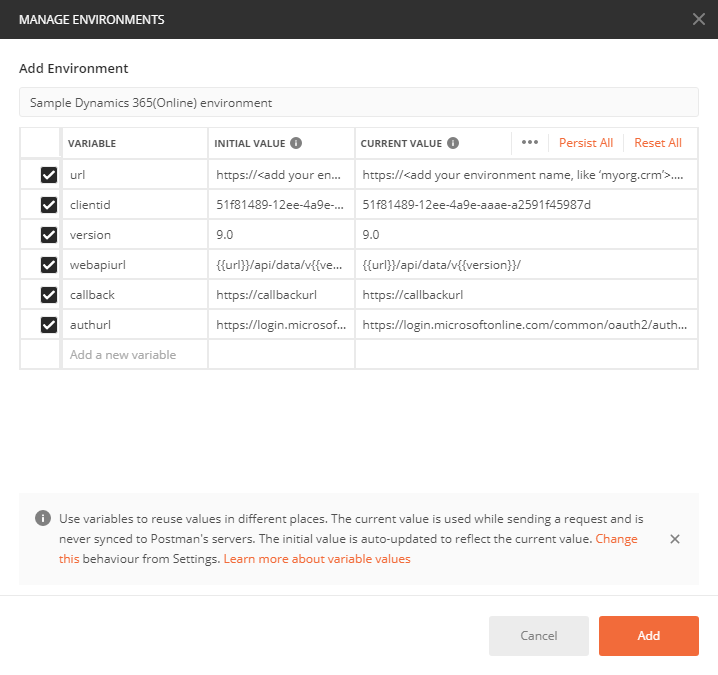 MANAGE ENVIRONMENTS
Add Environment
Sample Dynamics 365(Online) environment
VARIABLE INITIAL VALUE CURRENT VALUE ••• Persist All Reset All
url https://<add your en... https://<add your environment name, like ‘myorg.crm’>....
clientid 51f81489-12ee-4a9e-... 51f81489-12ee-4a9e-aaae-a2591f45987d
version 9.0 9.0
webapiurl {{url}}/api/data/v{{ve... {{url}}/api/data/v{{version}}/
callback https://callbackurl https://callbackurl
authurl https://login.microsof... https://login.microsoftonline.com/common/oauth2/auth...
Add a new variable
Use variables to reuse values in different places. The current value is used while sending a request and is
never synced to Postman's servers. The initial value is auto-updated to reflect the current value. Change
this behaviour from Settings. Learn more about variable values
Cancel Add